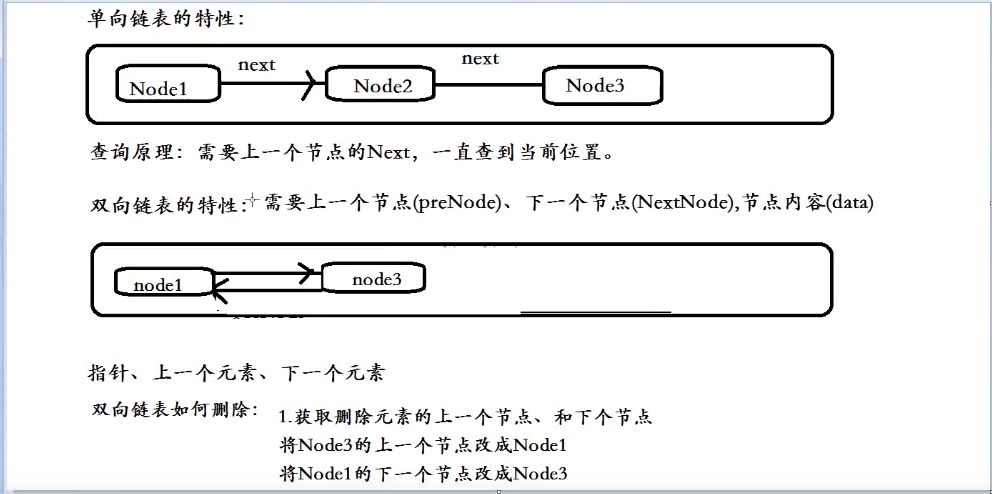 单向链表的特性：
next next
Node1 Node2 Node3
查询原理：需要上一个节点的Next，一直查到当前位置。
双向链表的特性:需要上一个节点(preNode)、下一个节点(NextNode),节点内容(data)
node1 node3
指针、上一个元素、下一个元素
双向链表如何删除： 1.获取删除元素的上一个节点、和下个节点
将Node3的上一个节点改成Node1
将Node1的下一个节点改成Node3